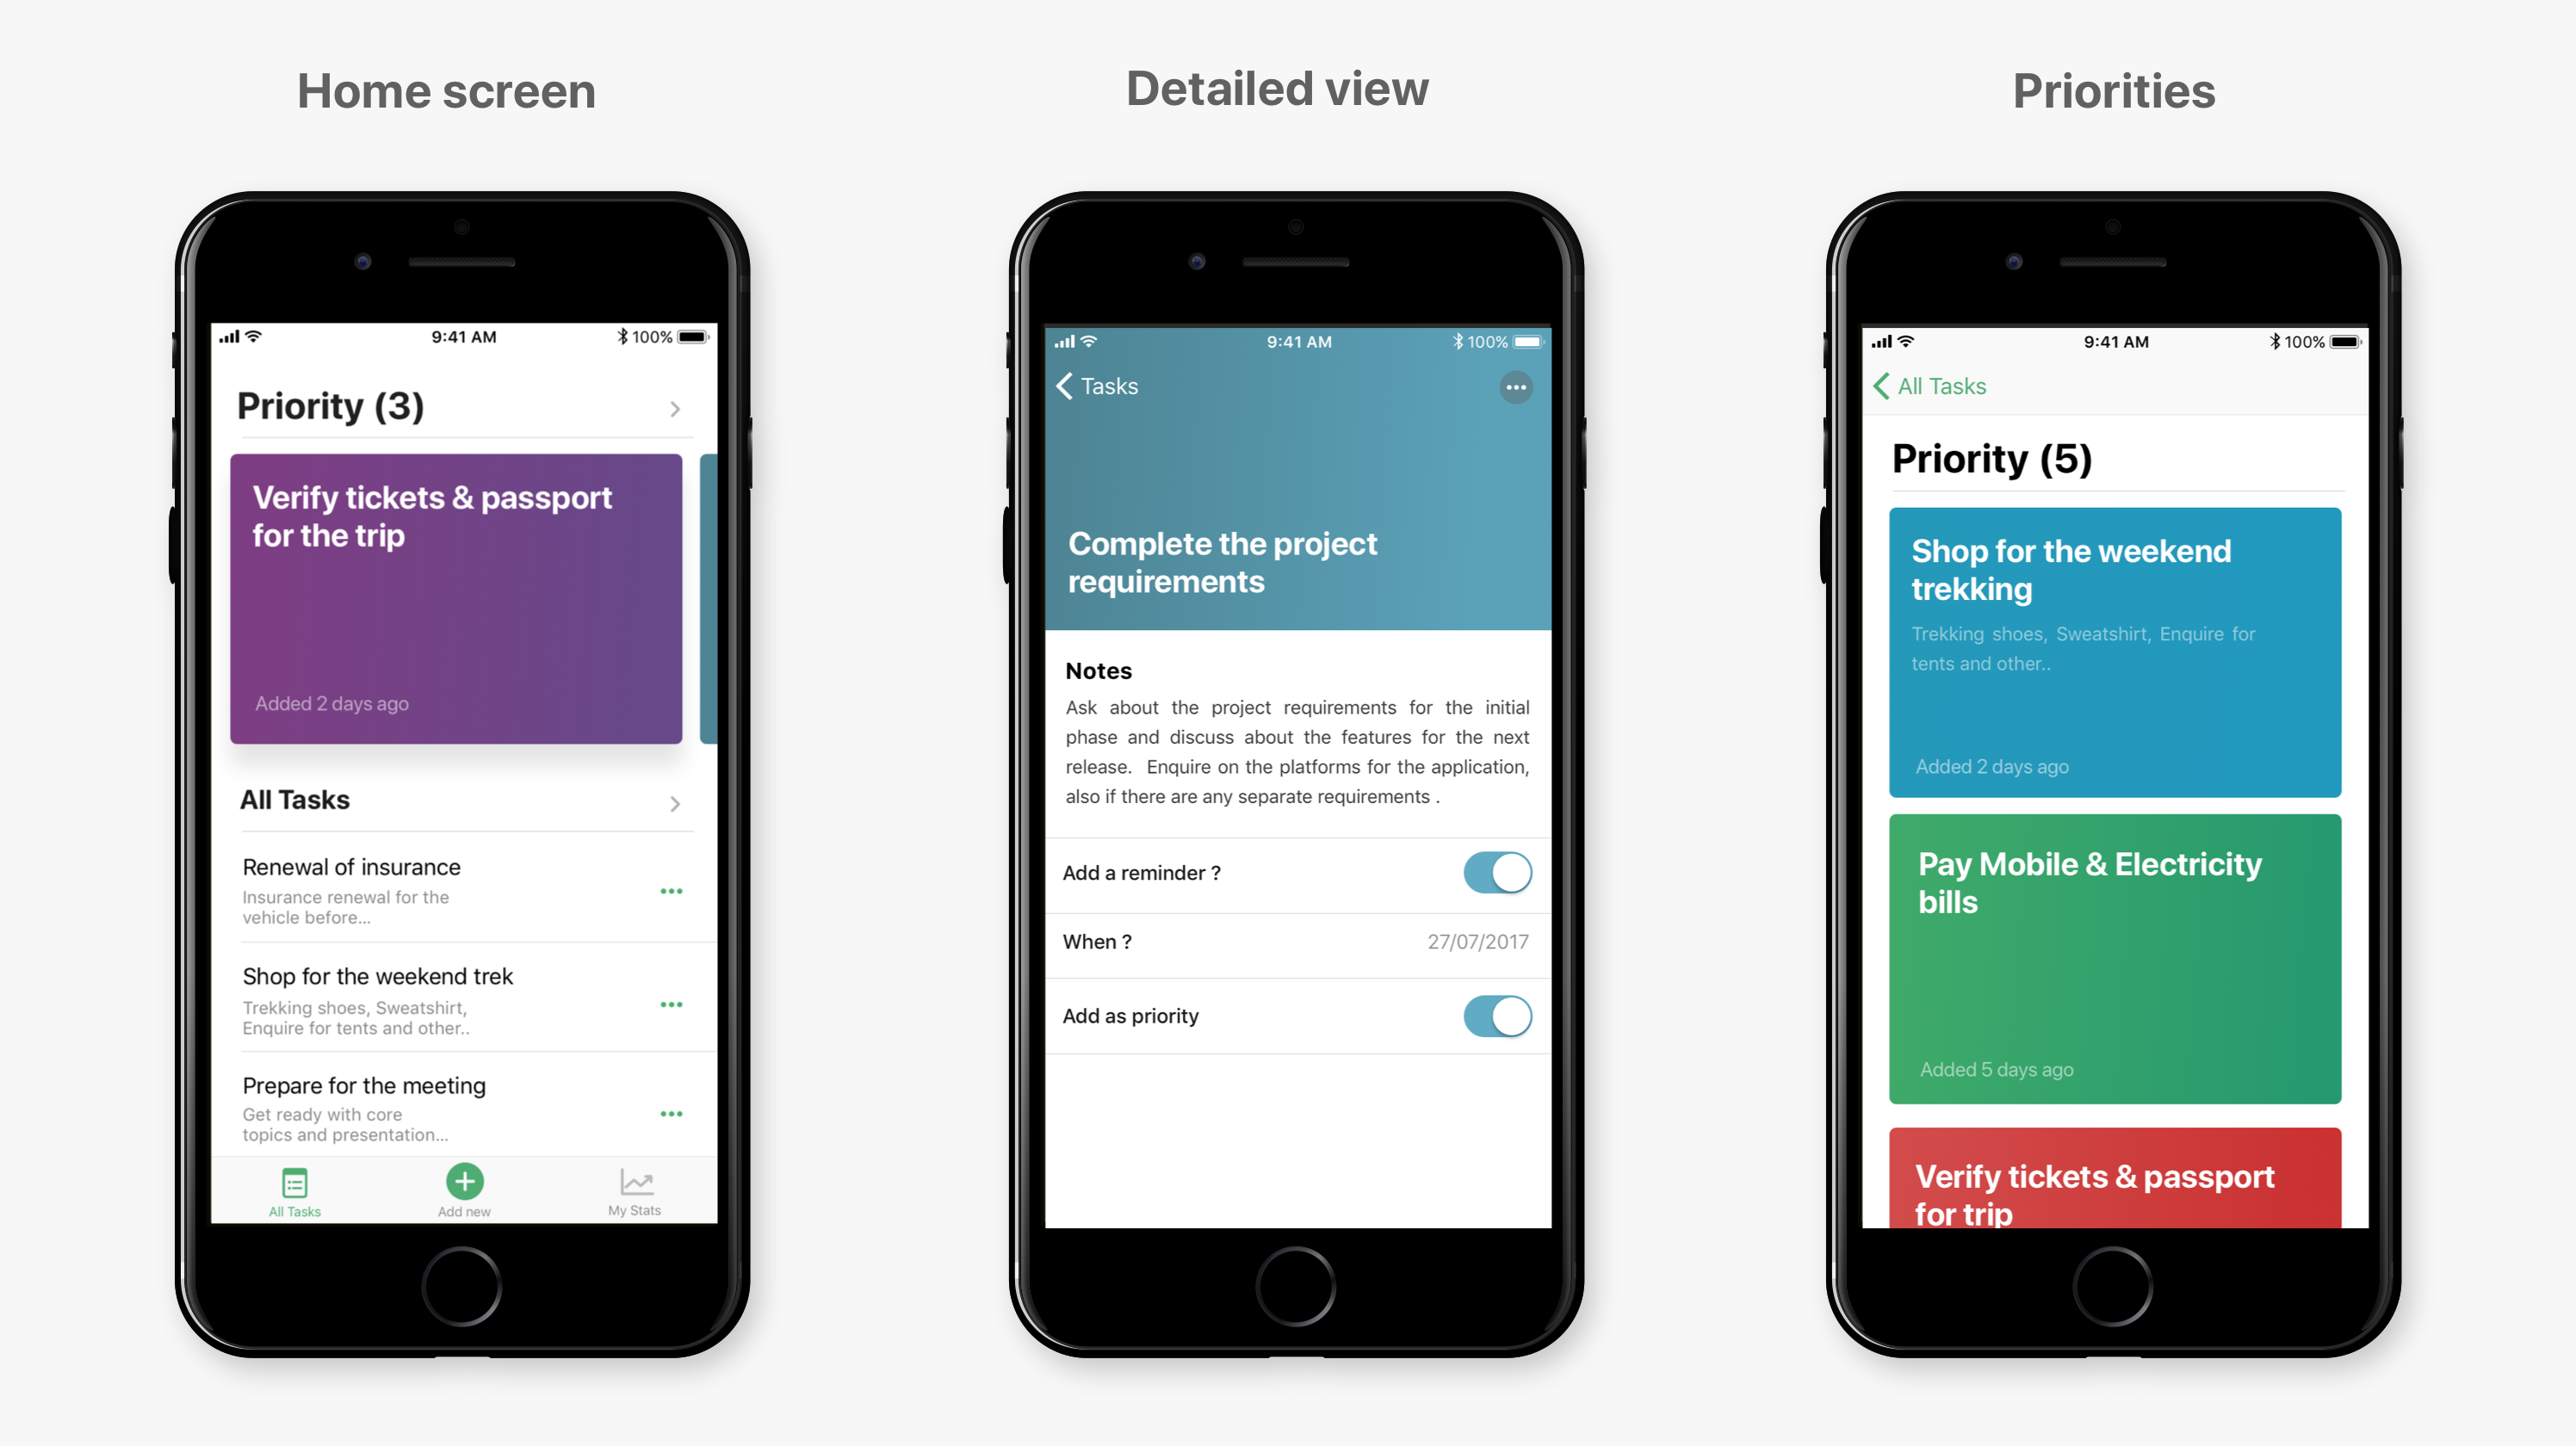 Home screen
9:41 AM
100%
Priority (3)
Verify tickets & passport
for the trip
Added 2 days ago
All Tasks
Renewal of insurance
Insurance renewal for the
vehicle before...
Shop for the weekend trek
Trekking shoes, Sweatshirt,
Enquire for tents and other..
Prepare for the meeting
Get ready with core
topics and presentation...
All Tasks
Add new
My Stats
Detailed view
9:41 AM
100%
Tasks
Complete the project
requirements
Notes
Ask about the project requirements for the initial
phase and discuss about the features for the next
release. Enquire on the platforms for the application,
also if there are any separate requirements .
Add a reminder ?
When ?
27/07/2017
Add as priority
Priorities
9:41 AM
100%
All Tasks
Priority (5)
Shop for the weekend
trekking
Trekking shoes, Sweatshirt, Enquire for
tents and other..
Added 2 days ago
Pay Mobile & Electricity
bills
Added 5 days ago
Verify tickets & passport
for trip